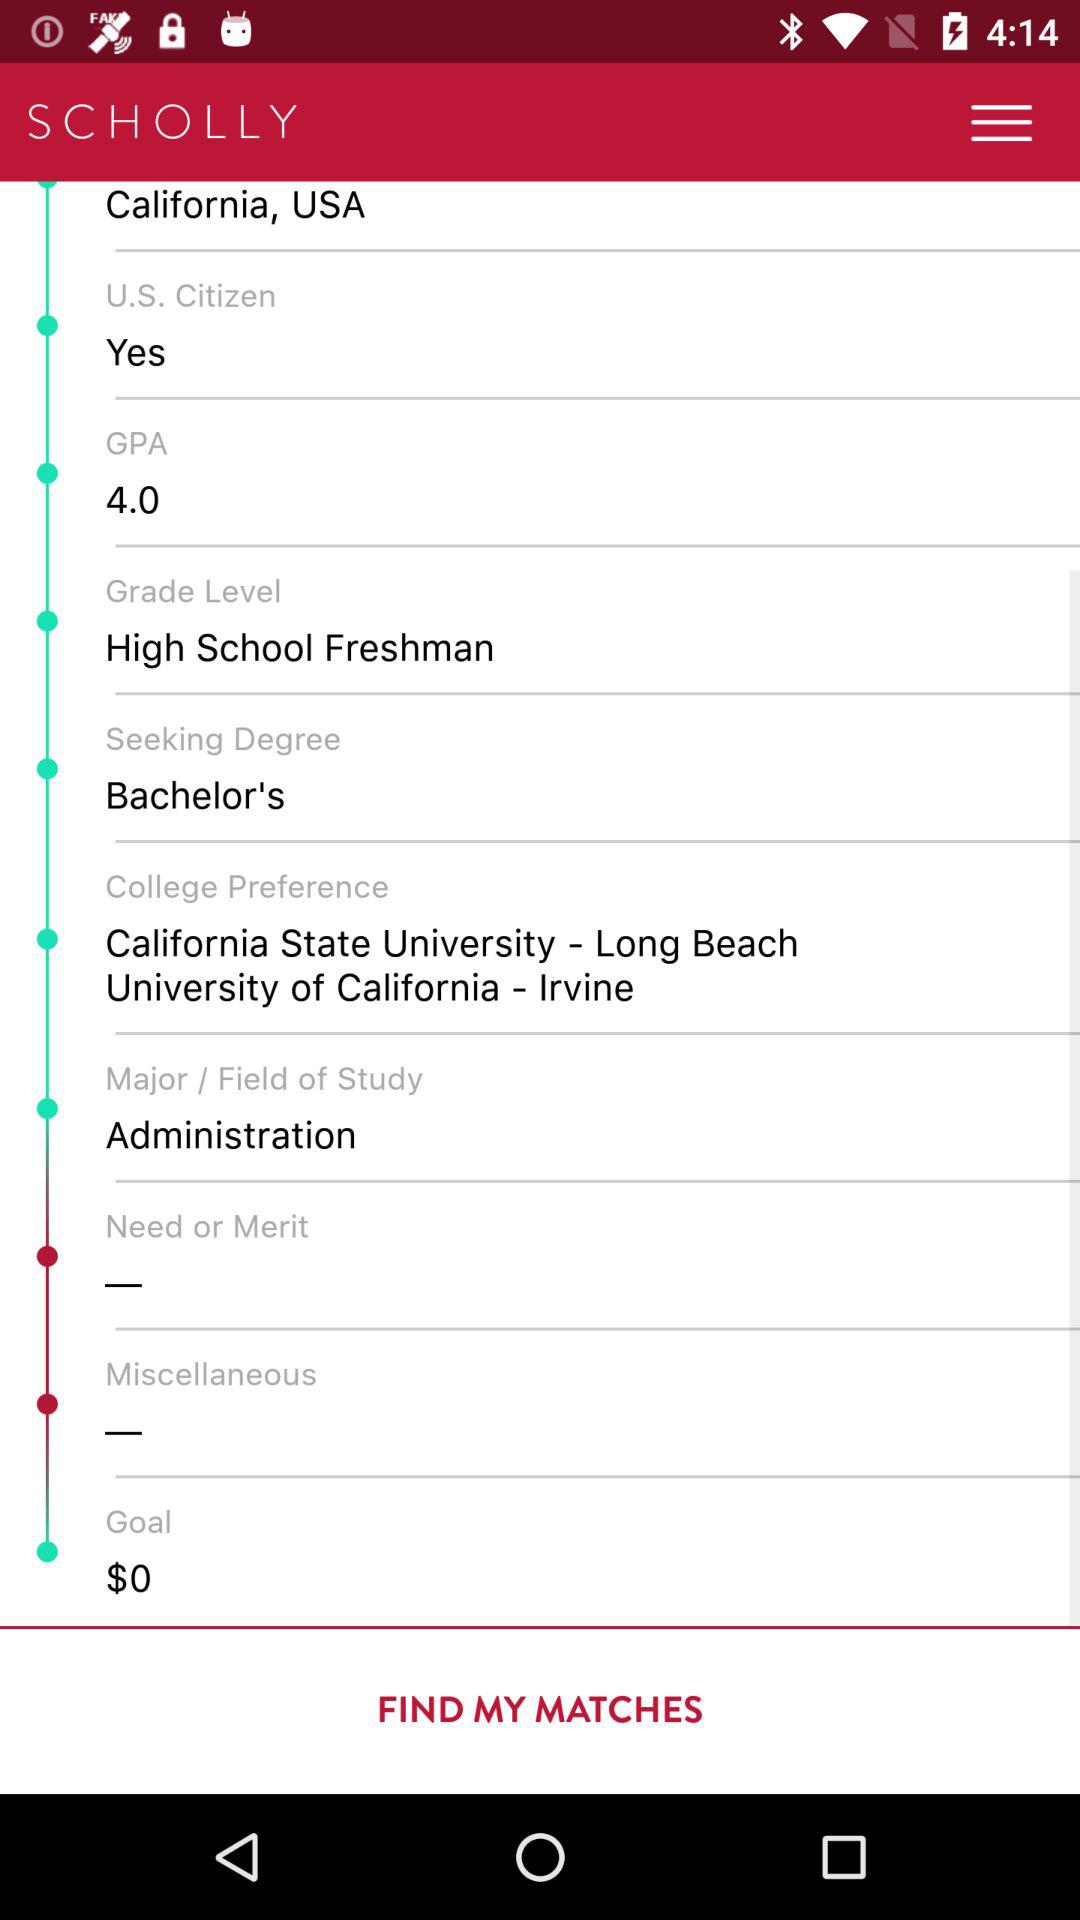 FAKE
4:14
SCHOLLY
California, USA
U.S. Citizen
Yes
GPA
4.0
Grade Level
High School Freshman
Seeking Degree
Bachelor's
College Preference
California State University - Long Beach
University of California - Irvine
Major / Field of Study
Administration
Need or Merit
—
Miscellaneous
—
Goal
$0
FIND MY MATCHES